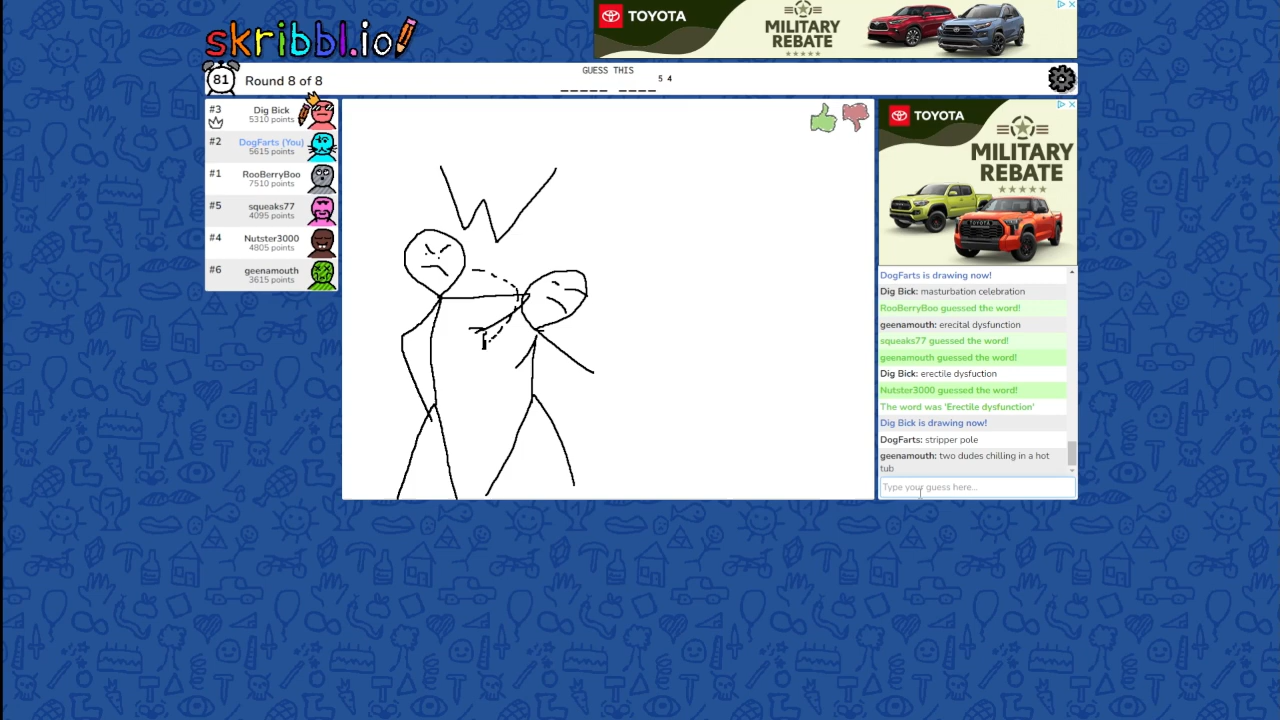 skribbl.io
TOYOTA
MILITARY
REBATE
81
Round 8 of 8
GUESS THIS
_____ ____ 5 4
#3
Dig Bick
5310 points
#2
DogFarts (You)
5615 points
#1
RooBerryBoo
7510 points
#5
squeaks77
4095 points
#4
Nutster3000
4805 points
#6
geenamouth
3615 points
TOYOTA
MILITARY
REBATE
DogFarts is drawing now!
Dig Bick: masturbation celebration
RooBerryBoo guessed the word!
geenamouth: erecital dysfunction
squeaks77 guessed the word!
geenamouth guessed the word!
Dig Bick: erectile dysfuction
Nutster3000 guessed the word!
The word was 'Erectile dysfunction'
Dig Bick is drawing now!
DogFarts: stripper pole
geenamouth: two dudes chilling in a hot
tub
Type your guess here...